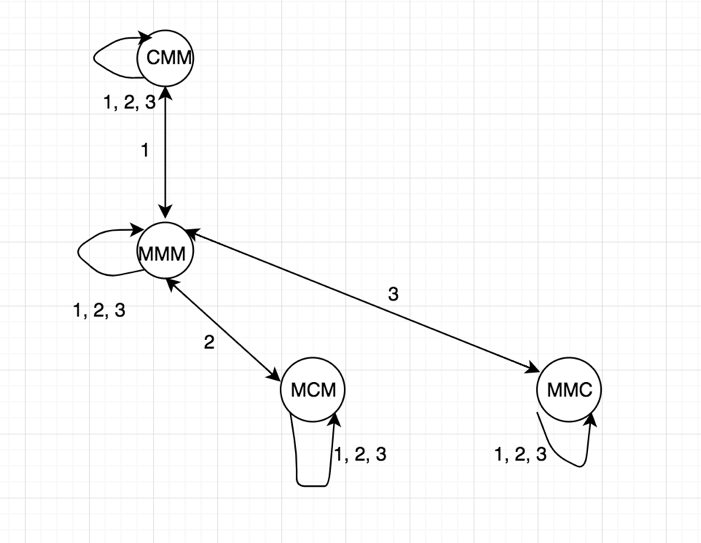 CMM
1, 2, 3
1
MMM
3
1, 2, 3
2
MCM
MMC
1, 2, 3
1, 2, 3